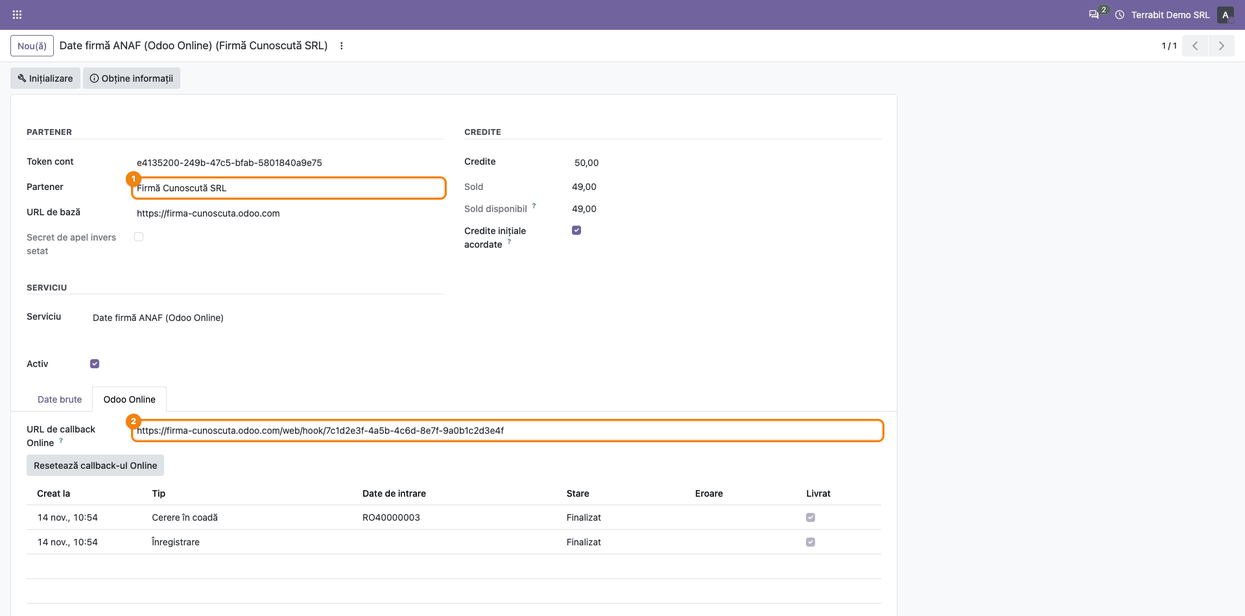 2
Terrabit Demo SRL
A
Nou(ă)
Date firmă ANAF (Odoo Online) (Firmă Cunoscută SRL)
1 / 1
Inițializare
Obține informații
PARTENER
CREDITE
Token cont
e4135200-249b-47c5-bfab-5801840a9e75
Credite
50,00
1
Partener
Firmă Cunoscută SRL
Sold
49,00
URL de bază
https://firma-cunoscuta.odoo.com
Sold disponibil ?
49,00
Secret de apel invers
setat
Credite inițiale
acordate ?
SERVICIU
Serviciu
Date firmă ANAF (Odoo Online)
Activ
Date brute
Odoo Online
2
URL de callback
Online ?
https://firma-cunoscuta.odoo.com/web/hook/7c1d2e3f-4a5b-4c6d-8e7f-9a0b1c2d3e4f
Resetează callback-ul Online
Creat la Tip Date de intrare Stare Eroare Livrat
14 nov., 10:54 Cerere în coadă RO40000003 Finalizat
14 nov., 10:54 Înregistrare Finalizat